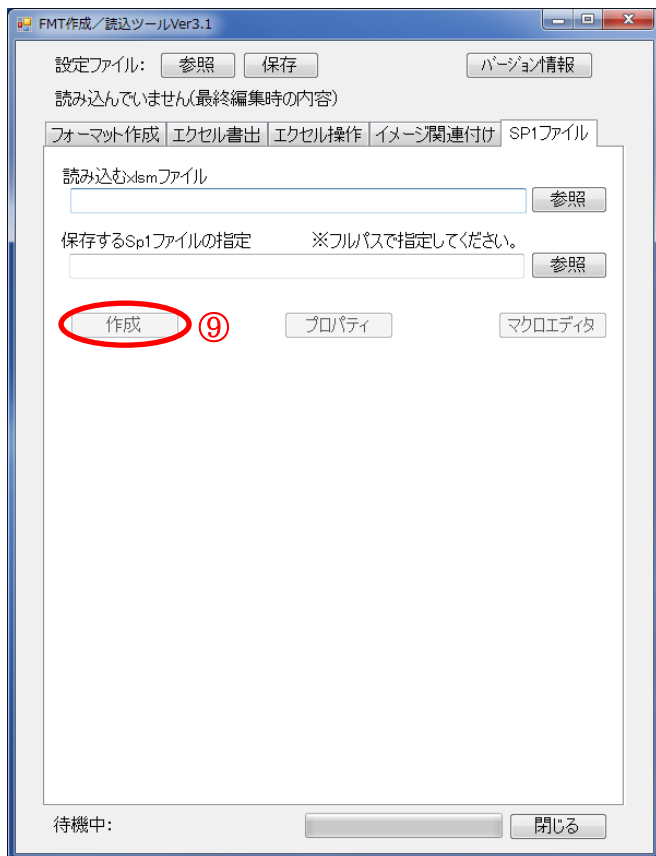 FMT作成／読込ツールVer3.1
設定ファイル: 参照 保存 バージョン情報
読み込んでいません(最終編集時の内容)
フォーマット作成 エクセル書出 エクセル操作 イメージ関連付け SP1ファイル
読み込むxlsmファイル
参照
保存するSp1ファイルの指定 ※フルパスで指定してください。
参照
作成 ⑨ プロパティ マクロエディタ
待機中: 閉じる